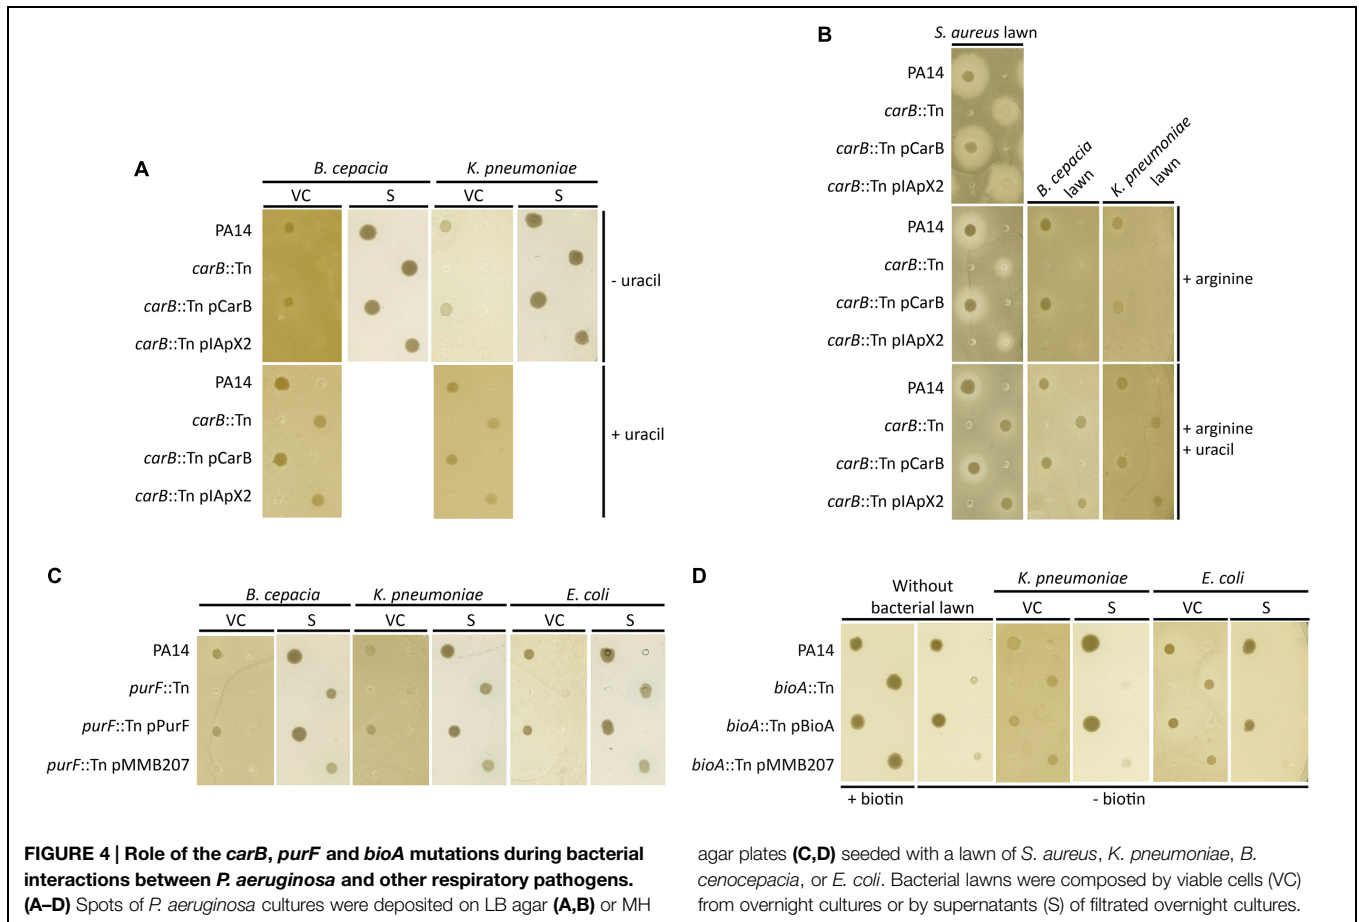 A
B. cepacia K. pneumoniae
VC S VC S
PA14
carB::Tn
carB::Tn pCarB
carB::Tn pIApX2
- uracil
PA14
carB::Tn
carB::Tn pCarB
carB::Tn pIApX2
+ uracil
B
S. aureus lawn
PA14
carB::Tn
carB::Tn pCarB
carB::Tn pIApX2
B. cepacia
lawn
K. pneumoniae
lawn
PA14
carB::Tn
carB::Tn pCarB
carB::Tn pIApX2
+ arginine
PA14
carB::Tn
carB::Tn pCarB
carB::Tn pIApX2
+ arginine
+ uracil
C
B. cepacia K. pneumoniae E. coli
VC S VC S VC S
PA14
purF::Tn
purF::Tn pPurF
purF::Tn pMMB207
D
Without
bacterial lawn
K. pneumoniae E. coli
VC S VC S
PA14
bioA::Tn
bioA::Tn pBioA
bioA::Tn pMMB207
+ biotin - biotin
FIGURE 4 | Role of the carB, purF and bioA mutations during bacterial
interactions between P. aeruginosa and other respiratory pathogens.
(A–D) Spots of P. aeruginosa cultures were deposited on LB agar (A,B) or MH
agar plates (C,D) seeded with a lawn of S. aureus, K. pneumoniae, B.
cenocepacia, or E. coli. Bacterial lawns were composed by viable cells (VC)
from overnight cultures or by supernatants (S) of filtrated overnight cultures.